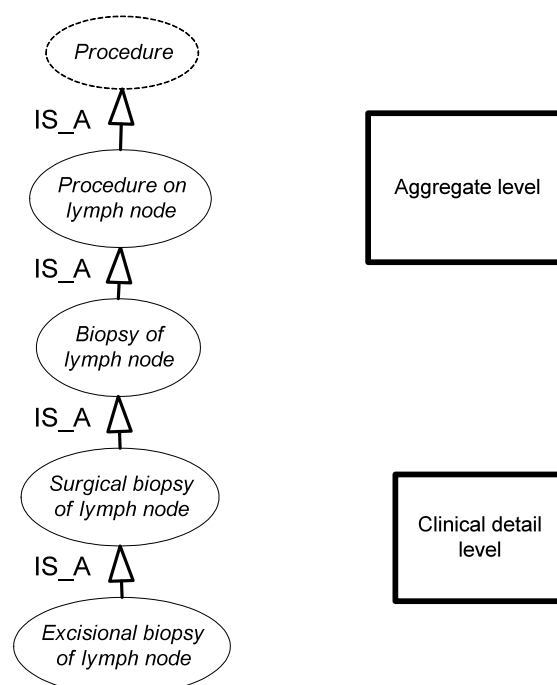 Procedure
IS_A
Procedure on
lymph node
Aggregate level
IS_A
Biopsy of
lymph node
IS_A
Surgical biopsy
of lymph node
Clinical detail
level
IS_A
Excisional biopsy
of lymph node